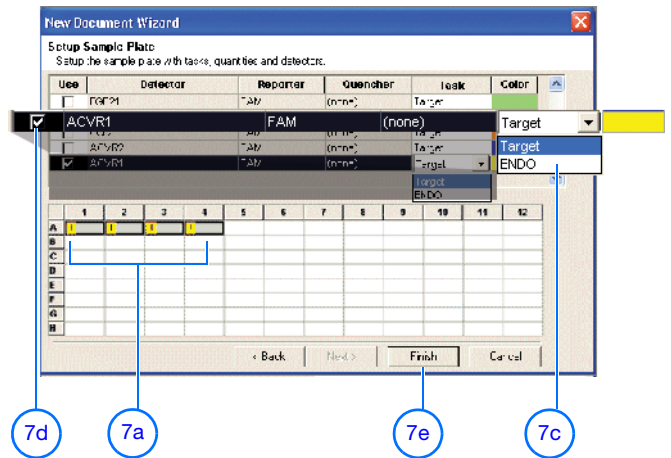 New Document Wizard
Setup Sample Plate
Setup the sample plate with tasks, quantities and detectors.
Use Detector Reporter Quencher Task Color
FGF21 FAM (none) Target
ACVR1 FAM (none) Target
Target
ENDO
FAM (none) Target
ACVR2 FAM (none) Target
ACVR1 FAM (none) Target
Target
ENDO
1 2 3 4 5 6 7 8 9 10 11 12
A T T T T
B
C
D
E
F
G
H
< Back Next > Finish Cancel
7d 7a 7e 7c